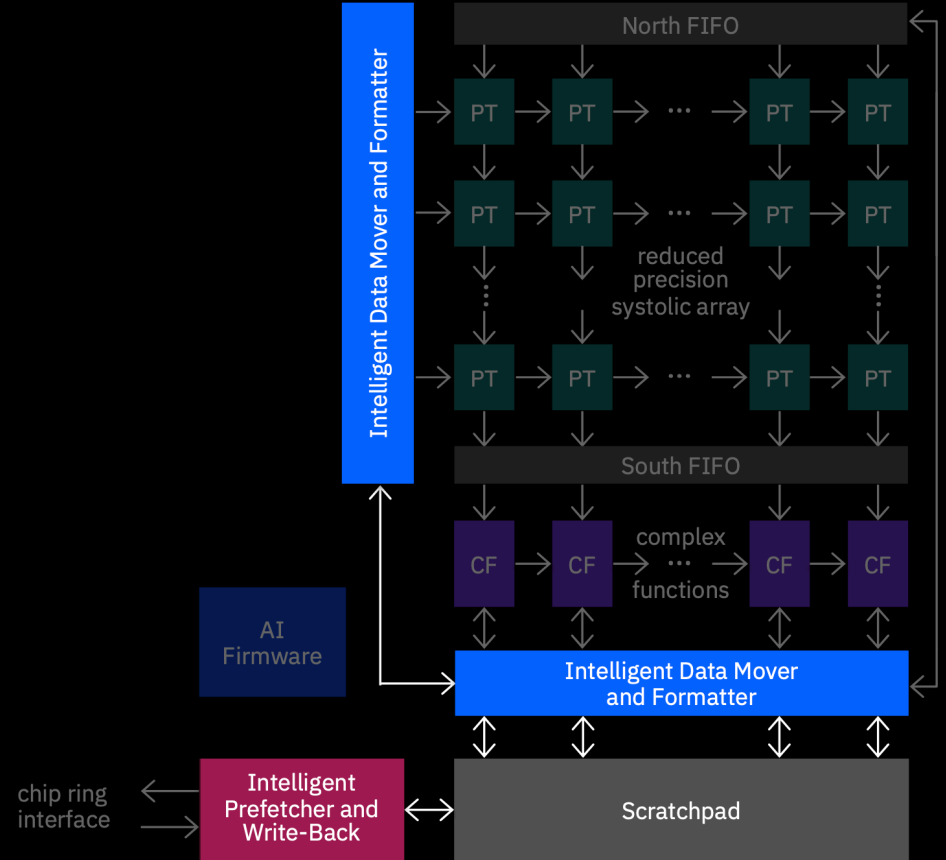 North FIFO
Intelligent Data Mover and Formatter
PT PT ... PT PT
PT PT ... PT PT
reduced
precision
systolic array
PT PT ... PT PT
South FIFO
complex
CF CF ... CF CF
functions
AI
Firmware
Intelligent Data Mover
and Formatter
chip ring
interface
Intelligent
Prefetcher and
Write-Back
Scratchpad